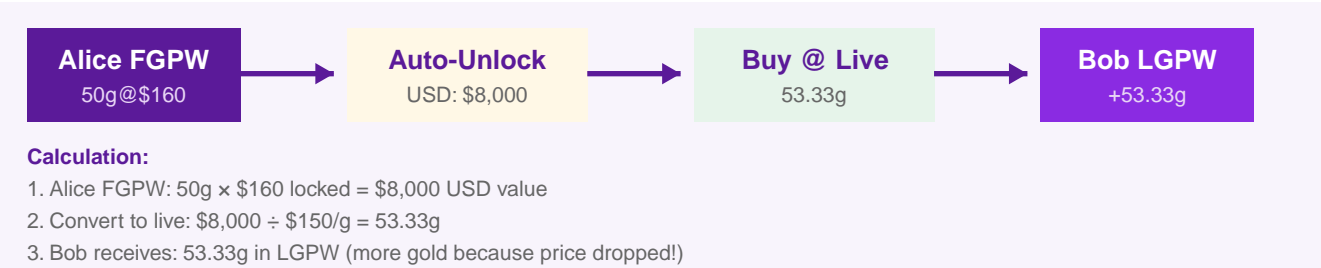 Alice FGPW
50g@$160
Auto-Unlock
USD: $8,000
Buy @ Live
53.33g
Bob LGPW
+53.33g
Calculation:
1. Alice FGPW: 50g × $160 locked = $8,000 USD value
2. Convert to live: $8,000 ÷ $150/g = 53.33g
3. Bob receives: 53.33g in LGPW (more gold because price dropped!)